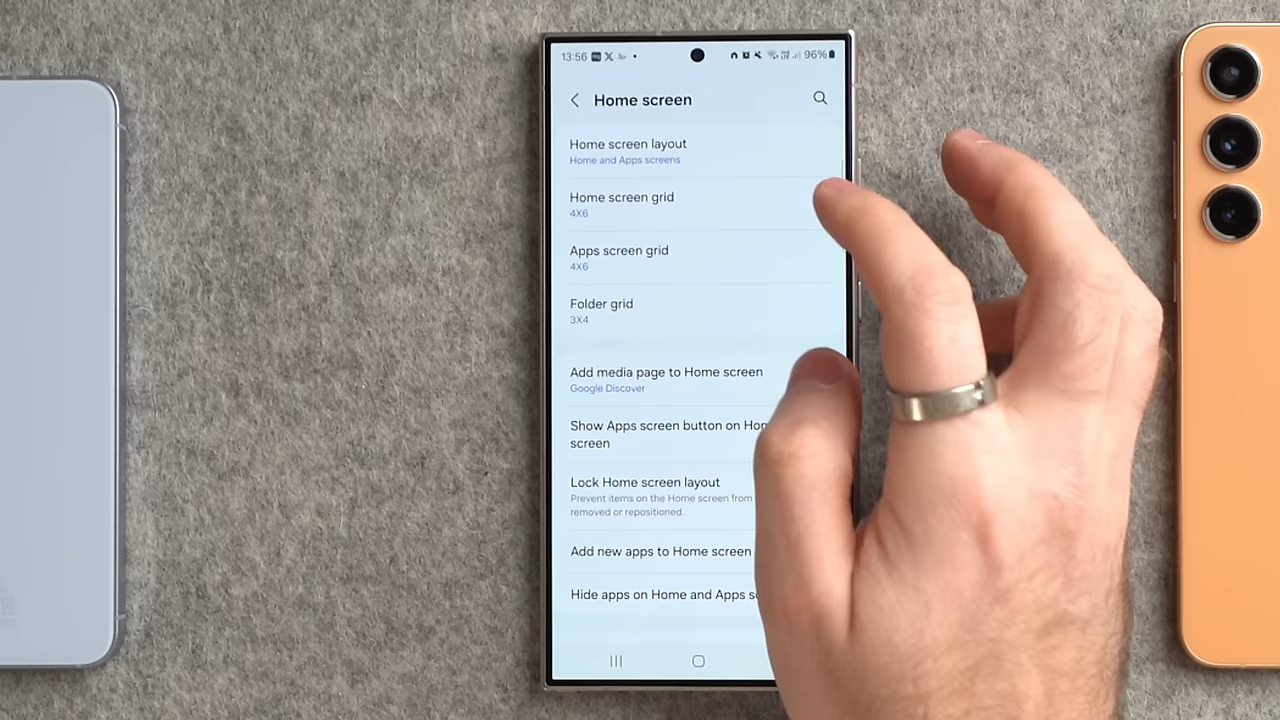 13:56 96%
Home screen
Home screen layout
Home and Apps screens
Home screen grid
4X6
Apps screen grid
4X6
Folder grid
3X4
Add media page to Home screen
Google Discover
Show Apps screen button on
screen
Lock Home screen layout
Prevent items on the Home screen from
removed or repositioned.
Add new apps to Home screen
Hide apps on Home and Apps